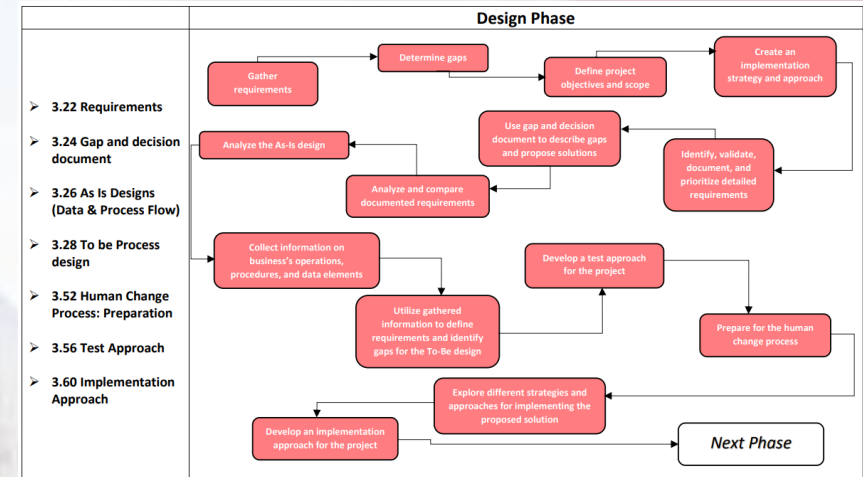 Design Phase
➢ 3.22 Requirements
➢ 3.24 Gap and decision
document
➢ 3.26 As Is Designs
(Data & Process Flow)
➢ 3.28 To be Process
design
➢ 3.52 Human Change
Process: Preparation
➢ 3.56 Test Approach
➢ 3.60 Implementation
Approach
Gather
requirements
Determine gaps
Define project
objectives and scope
Create an
implementation
strategy and approach
Identify, validate,
document, and
prioritize detailed
requirements
Use gap and decision
document to describe gaps
and propose solutions
Analyze and compare
documented requirements
Analyze the As-Is design
Collect information on
business's operations,
procedures, and data elements
Utilize gathered
information to define
requirements and identify
gaps for the To-Be design
Develop a test approach
for the project
Prepare for the human
change process
Explore different strategies and
approaches for implementing the
proposed solution
Develop an implementation
approach for the project
Next Phase